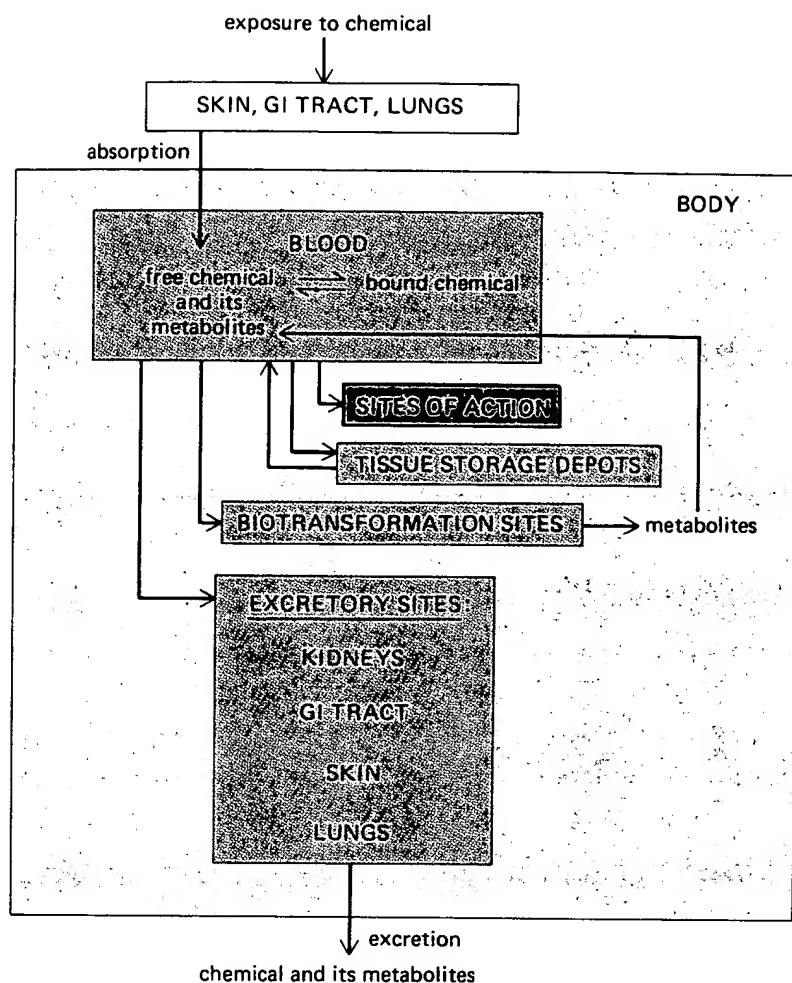 exposure to chemical
SKIN, GI TRACT, LUNGS
absorption
BODY
BLOOD
free chemical
and its
metabolites
bound chemical
SITES OF ACTION
TISSUE STORAGE DEPOTS
BIOTRANSFORMATION SITES
metabolites
EXCRETORY SITES:
KIDNEYS
GI TRACT
SKIN
LUNGS
excretion
chemical and its metabolites